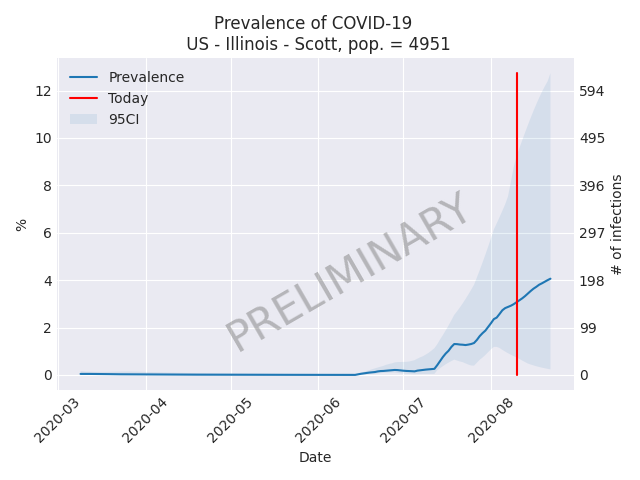 Prevalence of COVID-19
US - Illinois - Scott, pop. = 4951
Prevalence
Today
95CI
12
10
8
6
4
2
0
%
594
495
396
297
198
99
0
# of infections
PRELIMINARY
2020-03
2020-04
2020-05
2020-06
2020-07
2020-08
Date